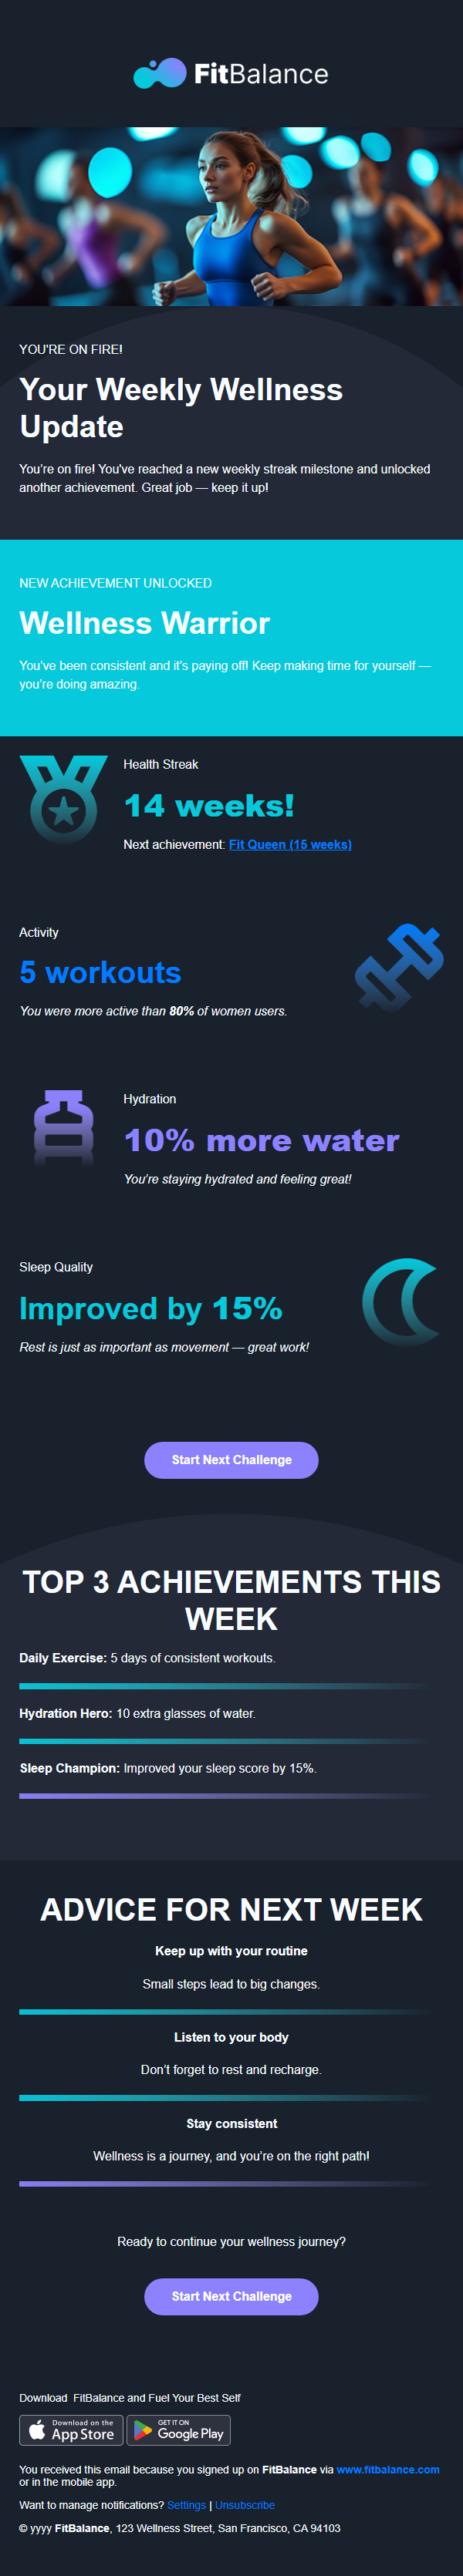 FitBalance
YOU'RE ON FIRE!
Your Weekly Wellness
Update
You’re on fire! You've reached a new weekly streak milestone and unlocked
another achievement. Great job — keep it up!
NEW ACHIEVEMENT UNLOCKED
Wellness Warrior
You’ve been consistent and it’s paying off! Keep making time for yourself —
you’re doing amazing.
Health Streak
14 weeks!
Next achievement: Fit Queen (15 weeks)
Activity
5 workouts
You were more active than 80% of women users.
Hydration
10% more water
You’re staying hydrated and feeling great!
Sleep Quality
Improved by 15%
Rest is just as important as movement — great work!
Start Next Challenge
TOP 3 ACHIEVEMENTS THIS
WEEK
Daily Exercise: 5 days of consistent workouts.
Hydration Hero: 10 extra glasses of water.
Sleep Champion: Improved your sleep score by 15%.
ADVICE FOR NEXT WEEK
Keep up with your routine
Small steps lead to big changes.
Listen to your body
Don’t forget to rest and recharge.
Stay consistent
Wellness is a journey, and you’re on the right path!
Ready to continue your wellness journey?
Start Next Challenge
Download  FitBalance and Fuel Your Best Self
Download on the
App Store
GET IT ON
Google Play
You received this email because you signed up on FitBalance via www.fitbalance.com
or in the mobile app.
Want to manage notifications? Settings | Unsubscribe
© yyyy FitBalance, 123 Wellness Street, San Francisco, CA 94103